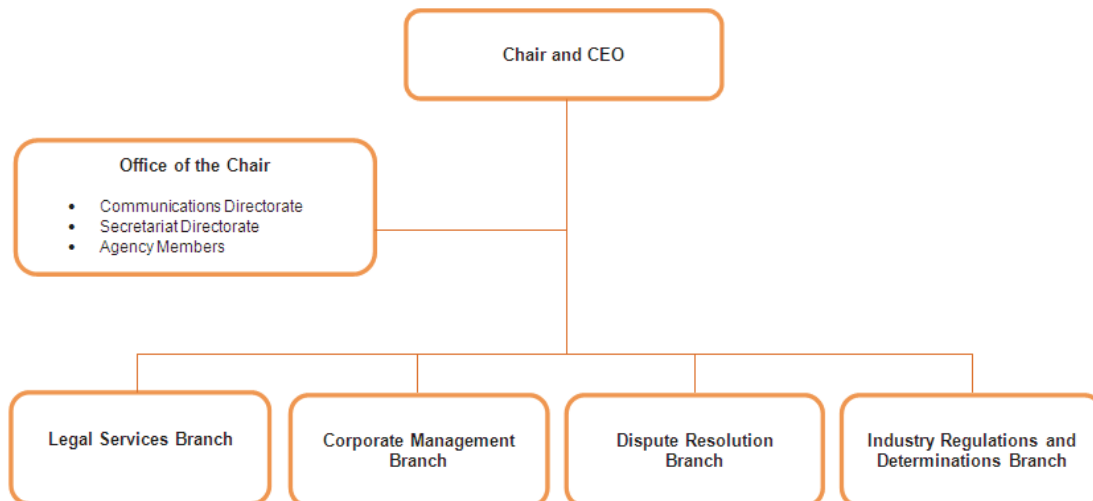 Chair and CEO
Office of the Chair
• Communications Directorate
• Secretariat Directorate
• Agency Members
Legal Services Branch
Corporate Management
Branch
Dispute Resolution
Branch
Industry Regulations and
Determinations Branch